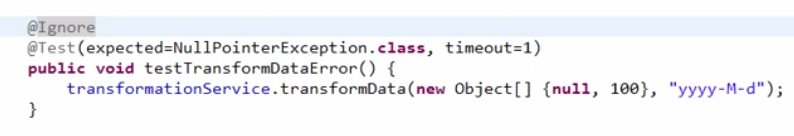 @Ignore
@Test(expected=NullPointerException.class, timeout=1)
public void testTransformDataError() {
    transformationService.transformData(new Object[] {null, 100}, "yyyy-M-d");
}